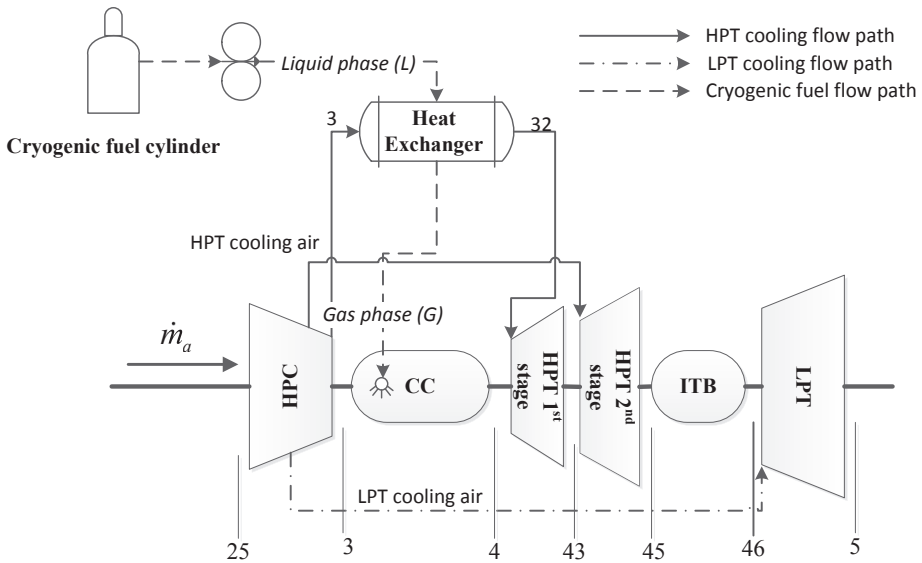 HPT cooling flow path
LPT cooling flow path
Cryogenic fuel flow path
Liquid phase (L)
Cryogenic fuel cylinder
3
Heat
Exchanger
32
HPT cooling air
Gas phase (G)
ṁₐ
HPC
CC
HPT 1st
stage
HPT 2nd
stage
ITB
LPT
LPT cooling air
25
3
4
43
45
46
5